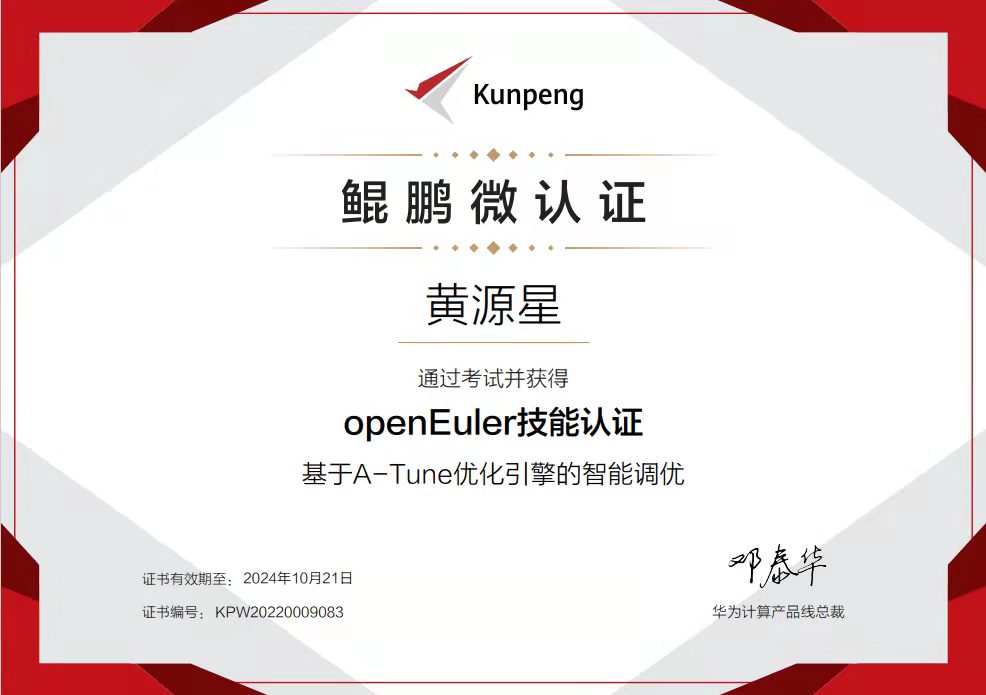 Kunpeng
鲲鹏微认证
黄源星
通过考试并获得
openEuler技能认证
基于A-Tune优化引擎的智能调优
邓泰华
证书有效期至：2024年10月21日
证书编号：KPW20220009083
华为计算产品线总裁